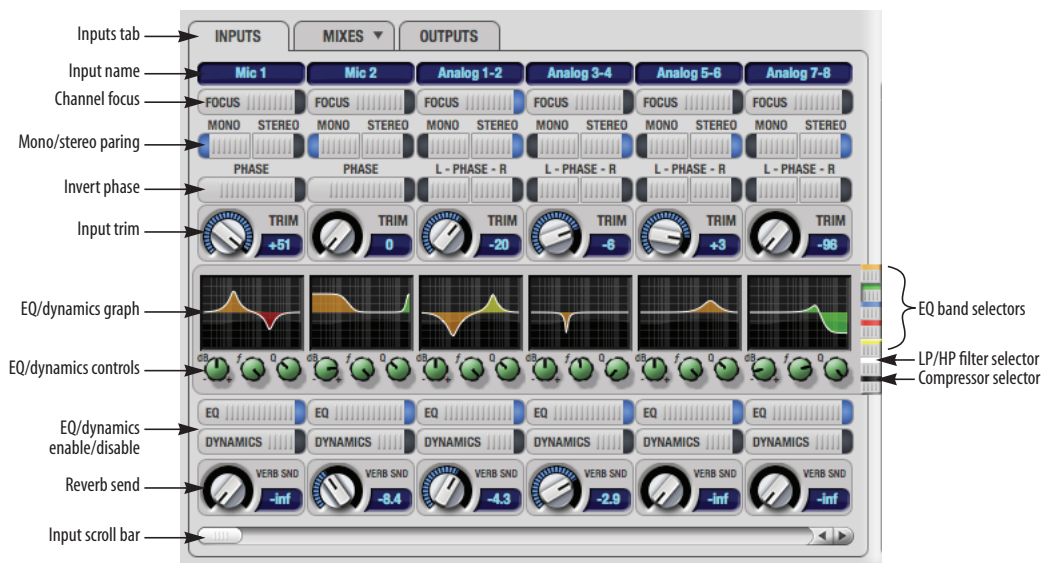 Inputs tab
INPUTS MIXES OUTPUTS
Input name
Mic 1 Mic 2 Analog 1-2 Analog 3-4 Analog 5-6 Analog 7-8
Channel focus
FOCUS FOCUS FOCUS FOCUS FOCUS FOCUS
MONO STEREO MONO STEREO MONO STEREO MONO STEREO MONO STEREO MONO STEREO
Mono/stereo paring
PHASE PHASE L - PHASE - R L - PHASE - R L - PHASE - R L - PHASE - R
Invert phase
TRIM TRIM TRIM TRIM TRIM TRIM
Input trim
+51 0 -20 -6 +3 -96
EQ/dynamics graph
EQ band selectors
dB f Q dB f Q dB f Q dB f Q dB f Q dB f Q
LP/HP filter selector
EQ/dynamics controls
- + - + - + - + - + - +
Compressor selector
EQ EQ EQ EQ EQ EQ
EQ/dynamics
enable/disable
DYNAMICS DYNAMICS DYNAMICS DYNAMICS DYNAMICS DYNAMICS
VERB SND VERB SND VERB SND VERB SND VERB SND VERB SND
Reverb send
-inf -8.4 -4.3 -2.9 -inf -inf
Input scroll bar